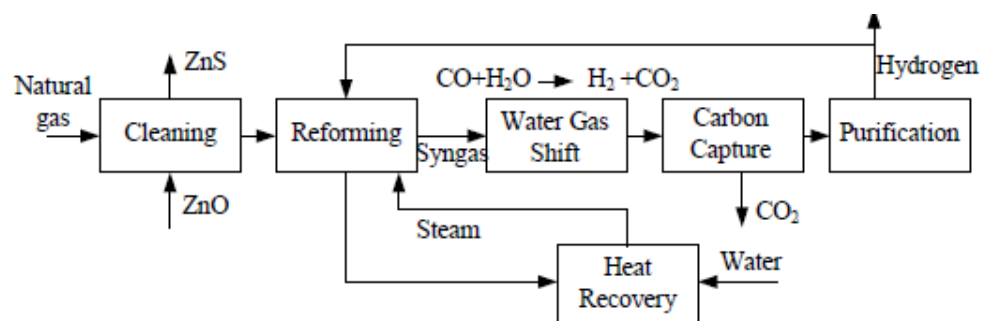 ZnS
Hydrogen
Natural
gas
CO+H₂O → H₂ +CO₂
Cleaning
Reforming
Syngas
Water Gas
Shift
Carbon
Capture
Purification
ZnO
Steam
CO₂
Heat
Recovery
Water